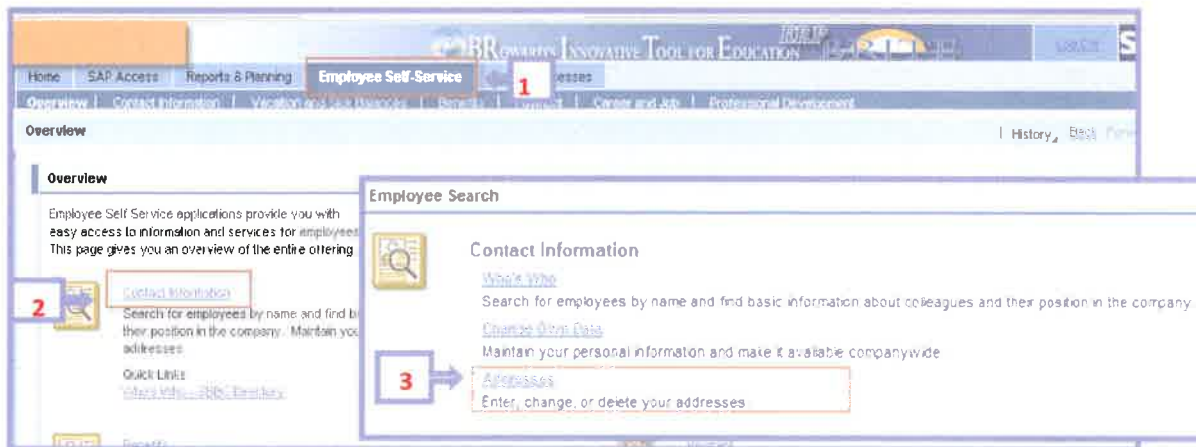 BROWARD'S INNOVATIVE TOOL FOR EDUCATION
Log Off
Home SAP Access Reports & Planning Employee Self-Service
1
Overview | Contact Information | Vacation and Sick Balances | Benefits | | Career and Job | Professional Development
Overview
| History Back
Overview
Employee Self Service applications provide you with
easy access to information and services for employees
This page gives you an overview of the entire offering
2
Contact Information
Search for employees by name and find
their position in the company. Maintain you
addresses
Quick Links
Who's Who -
Benefits
Employee Search
Contact Information
Who's Who
Search for employees by name and find basic information about colleagues and their position in the company
Change Own Data
Maintain your personal information and make it available companywide
3
Addresses
Enter, change, or delete your addresses
Payment